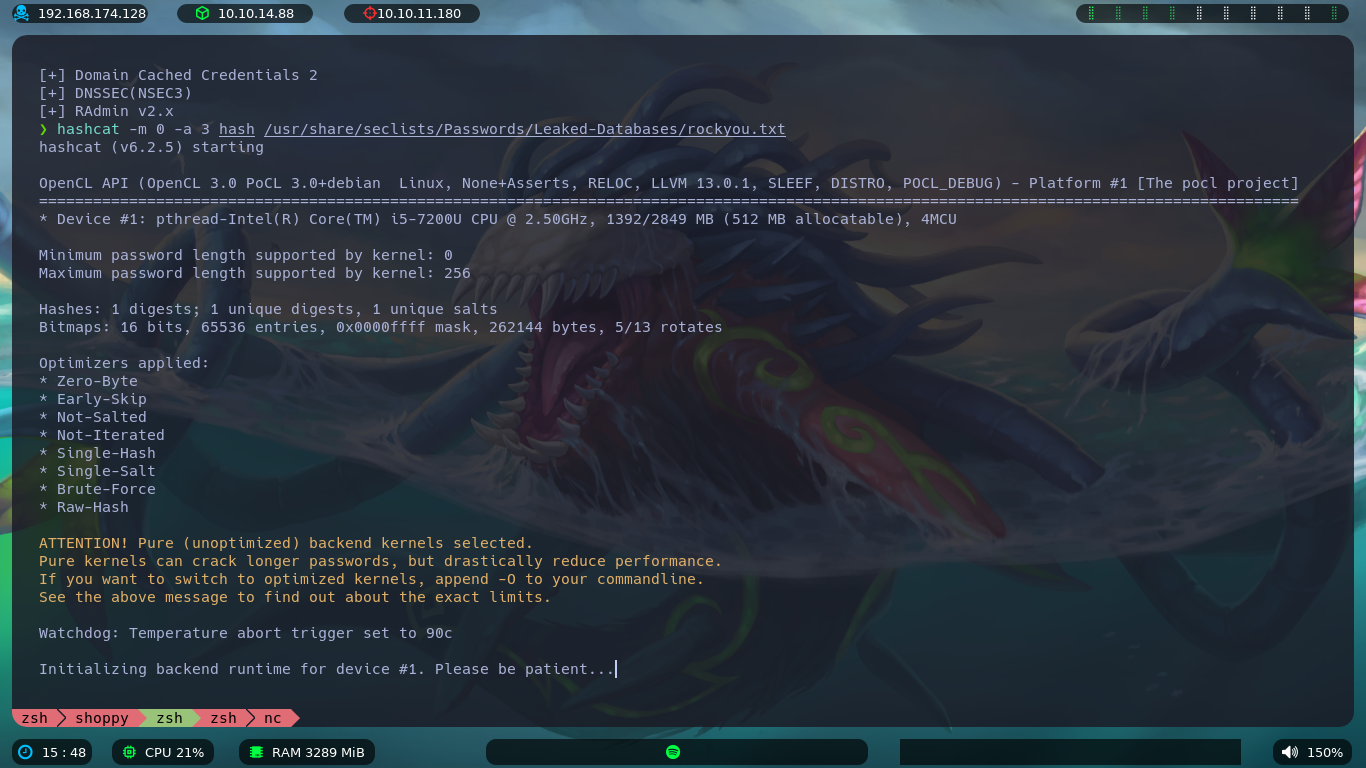 192.168.174.128 10.10.14.88 10.10.11.180
[+] Domain Cached Credentials 2
[+] DNSSEC(NSEC3)
[+] RAdmin v2.x
❯ hashcat -m 0 -a 3 hash /usr/share/seclists/Passwords/Leaked-Databases/rockyou.txt
hashcat (v6.2.5) starting
OpenCL API (OpenCL 3.0 PoCL 3.0+debian  Linux, None+Asserts, RELOC, LLVM 13.0.1, SLEEF, DISTRO, POCL_DEBUG) - Platform #1 [The pocl project]
============================================================================================================================================
* Device #1: pthread-Intel(R) Core(TM) i5-7200U CPU @ 2.50GHz, 1392/2849 MB (512 MB allocatable), 4MCU
Minimum password length supported by kernel: 0
Maximum password length supported by kernel: 256
Hashes: 1 digests; 1 unique digests, 1 unique salts
Bitmaps: 16 bits, 65536 entries, 0x0000ffff mask, 262144 bytes, 5/13 rotates
Optimizers applied:
* Zero-Byte
* Early-Skip
* Not-Salted
* Not-Iterated
* Single-Hash
* Single-Salt
* Brute-Force
* Raw-Hash
ATTENTION! Pure (unoptimized) backend kernels selected.
Pure kernels can crack longer passwords, but drastically reduce performance.
If you want to switch to optimized kernels, append -O to your commandline.
See the above message to find out about the exact limits.
Watchdog: Temperature abort trigger set to 90c
Initializing backend runtime for device #1. Please be patient...
zsh shoppy zsh zsh nc
15 : 48 CPU 21% RAM 3289 MiB 150%